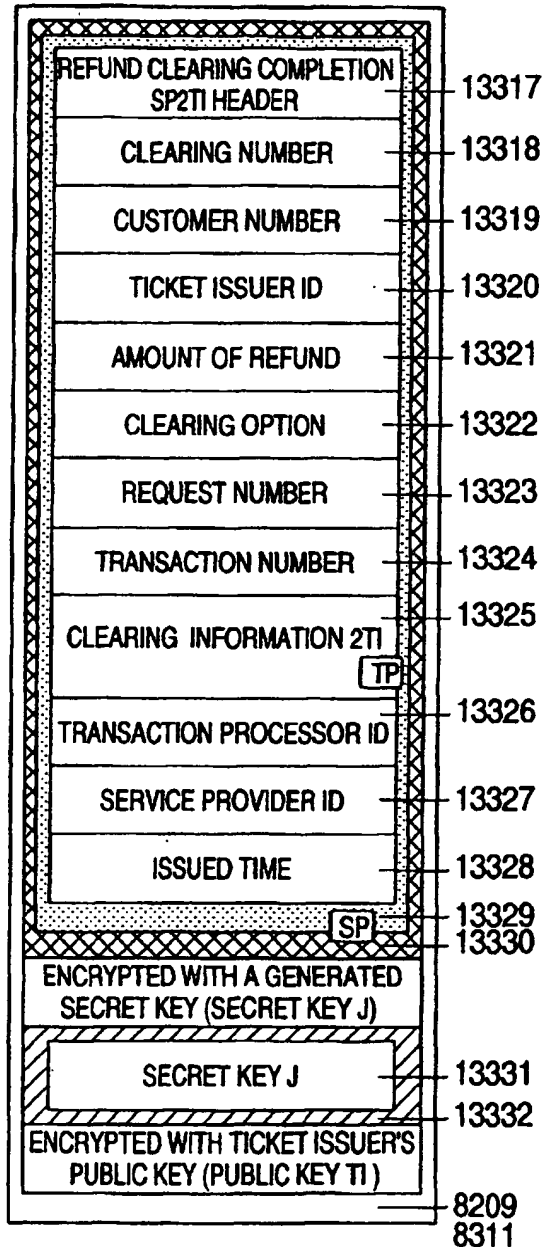 REFUND CLEARING COMPLETION
SP2TI HEADER
13317
CLEARING NUMBER
13318
CUSTOMER NUMBER
13319
TICKET ISSUER ID
13320
AMOUNT OF REFUND
13321
CLEARING OPTION
13322
REQUEST NUMBER
13323
TRANSACTION NUMBER
13324
CLEARING INFORMATION 2TI
13325
TP
TRANSACTION PROCESSOR ID
13326
SERVICE PROVIDER ID
13327
ISSUED TIME
13328
13329
SP
13330
ENCRYPTED WITH A GENERATED
SECRET KEY (SECRET KEY J)
SECRET KEY J
13331
13332
ENCRYPTED WITH TICKET ISSUER'S
PUBLIC KEY (PUBLIC KEY TI )
8209
8311